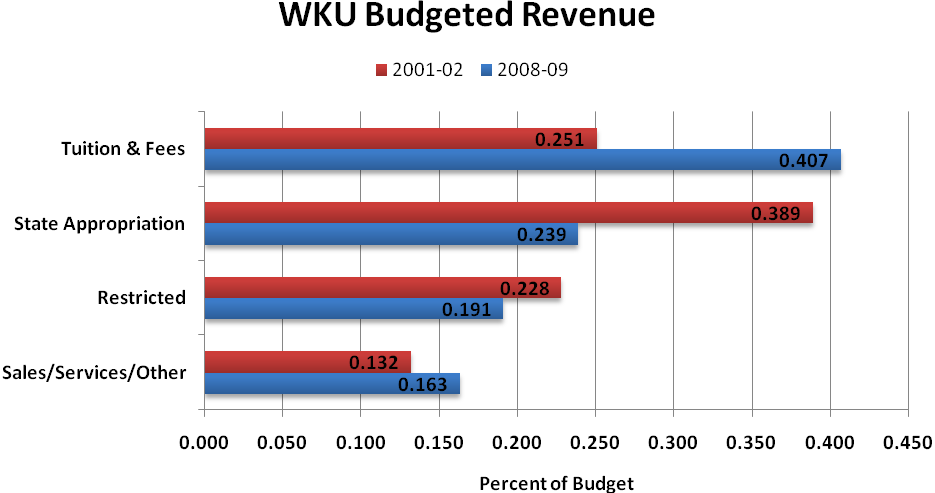 WKU Budgeted Revenue
2001-02 2008-09
Tuition & Fees
0.251
0.407
State Appropriation
0.389
0.239
Restricted
0.228
0.191
Sales/Services/Other
0.132
0.163
0.000 0.050 0.100 0.150 0.200 0.250 0.300 0.350 0.400 0.450
Percent of Budget